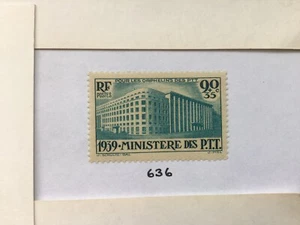 POUR LES ORPHELINS DES P.T.T.
RF
90
+35
POSTES
1939-MINISTERE DES P.T.T.
636